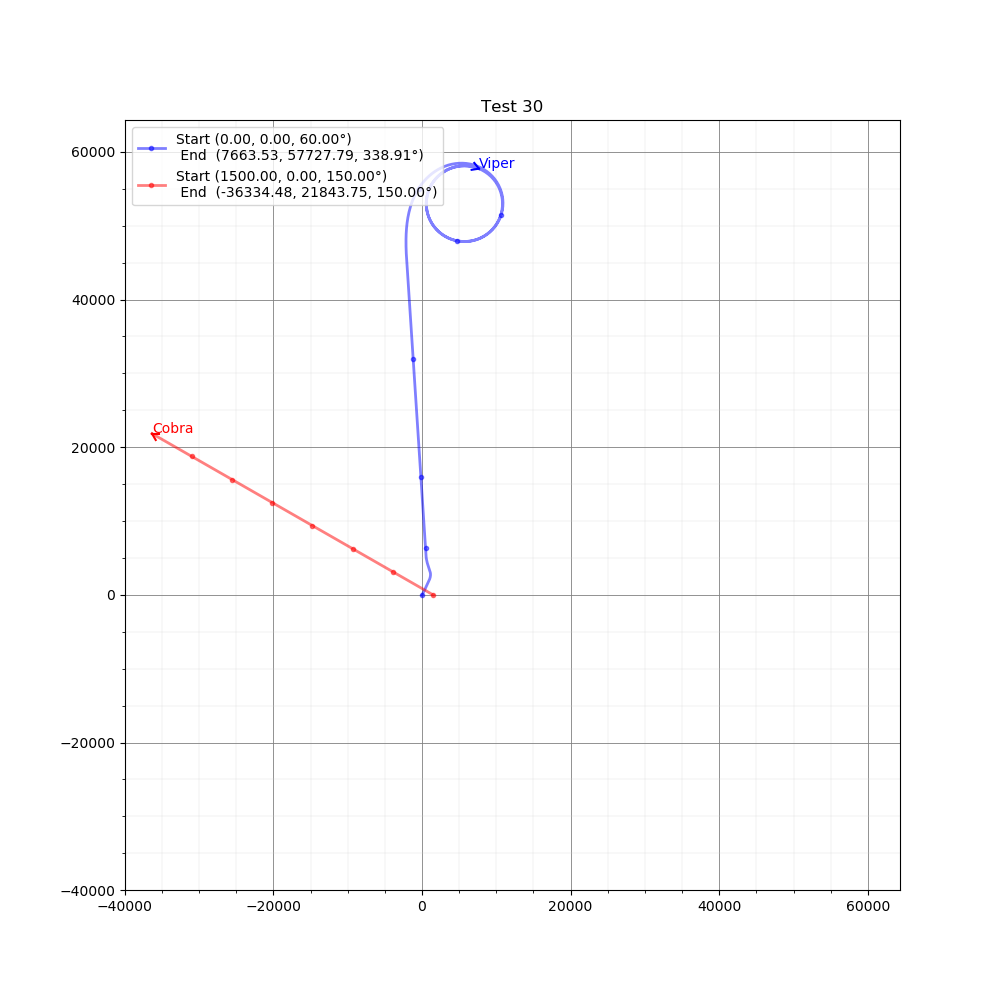 Test 30
Start (0.00, 0.00, 60.00°)
End (7663.53, 57727.79, 338.91°)
Start (1500.00, 0.00, 150.00°)
End (-36334.48, 21843.75, 150.00°)
Viper
Cobra
60000
40000
20000
0
−20000
−40000
−40000 −20000 0 20000 40000 60000